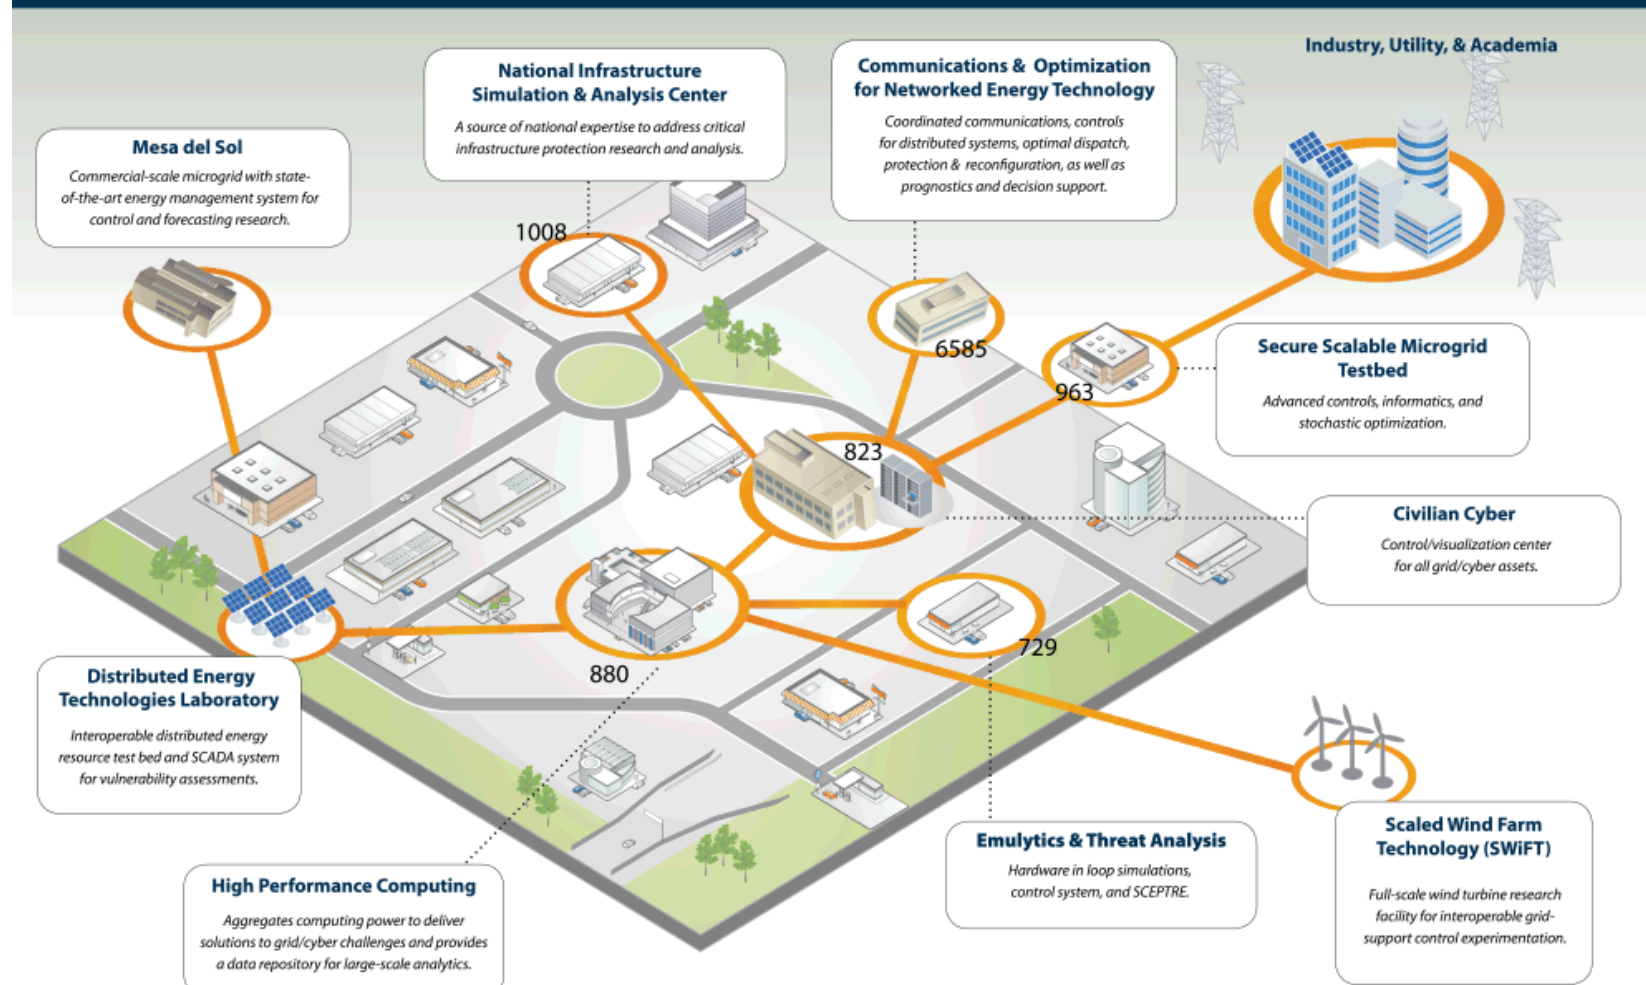 Industry, Utility, & Academia
National Infrastructure
Simulation & Analysis Center
A source of national expertise to address critical
infrastructure protection research and analysis.
Communications & Optimization
for Networked Energy Technology
Coordinated communications, controls
for distributed systems, optimal dispatch,
protection & reconfiguration, as well as
prognostics and decision support.
Mesa del Sol
Commercial-scale microgrid with state-
of-the-art energy management system for
control and forecasting research.
1008
6585
963
823
Secure Scalable Microgrid
Testbed
Advanced controls, informatics, and
stochastic optimization.
Civilian Cyber
Control/visualization center
for all grid/cyber assets.
880
729
Distributed Energy
Technologies Laboratory
Interoperable distributed energy
resource test bed and SCADA system
for vulnerability assessments.
High Performance Computing
Aggregates computing power to deliver
solutions to grid/cyber challenges and provides
a data repository for large-scale analytics.
Emulytics & Threat Analysis
Hardware in loop simulations,
control system, and SCEPTRE.
Scaled Wind Farm
Technology (SWiFT)
Full-scale wind turbine research
facility for interoperable grid-
support control experimentation.